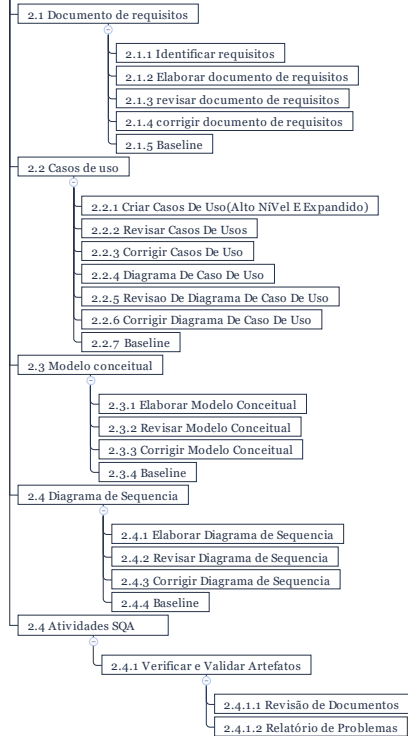 2.1 Documento de requisitos
2.1.1 Identificar requisitos
2.1.2 Elaborar documento de requisitos
2.1.3 revisar documento de requisitos
2.1.4 corrigir documento de requisitos
2.1.5 Baseline
2.2 Casos de uso
2.2.1 Criar Casos De Uso(Alto NíVel E Expandido)
2.2.2 Revisar Casos De Usos
2.2.3 Corrigir Casos De Uso
2.2.4 Diagrama De Caso De Uso
2.2.5 Revisao De Diagrama De Caso De Uso
2.2.6 Corrigir Diagrama De Caso De Uso
2.2.7 Baseline
2.3 Modelo conceitual
2.3.1 Elaborar Modelo Conceitual
2.3.2 Revisar Modelo Conceitual
2.3.3 Corrigir Modelo Conceitual
2.3.4 Baseline
2.4 Diagrama de Sequencia
2.4.1 Elaborar Diagrama de Sequencia
2.4.2 Revisar Diagrama de Sequencia
2.4.3 Corrigir Diagrama de Sequencia
2.4.4 Baseline
2.4 Atividades SQA
2.4.1 Verificar e Validar Artefatos
2.4.1.1 Revisão de Documentos
2.4.1.2 Relatório de Problemas